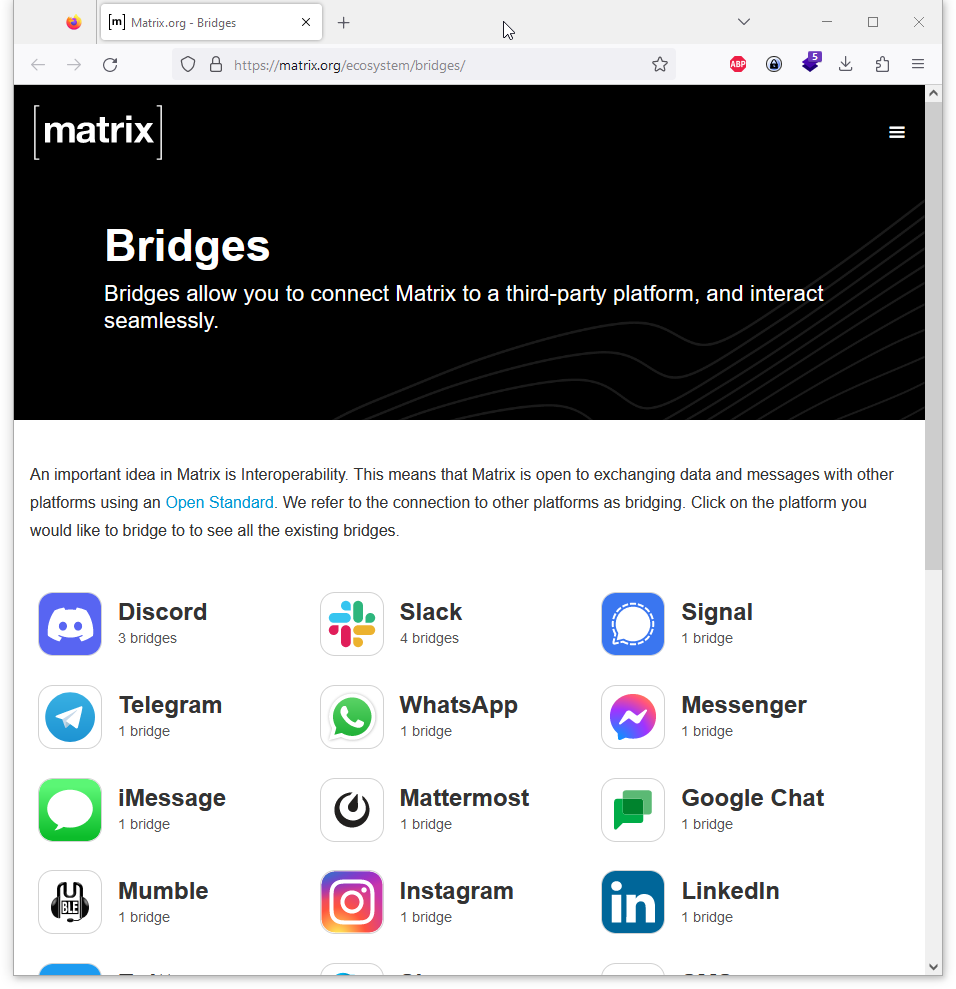 [m] Matrix.org - Bridges
https://matrix.org/ecosystem/bridges/
ABP
5
[matrix]
Bridges
Bridges allow you to connect Matrix to a third-party platform, and interact
seamlessly.
An important idea in Matrix is Interoperability. This means that Matrix is open to exchanging data and messages with other
platforms using an Open Standard. We refer to the connection to other platforms as bridging. Click on the platform you
would like to bridge to to see all the existing bridges.
Discord
3 bridges
Slack
4 bridges
Signal
1 bridge
Telegram
1 bridge
WhatsApp
1 bridge
Messenger
1 bridge
iMessage
1 bridge
Mattermost
1 bridge
Google Chat
1 bridge
BLE
Mumble
1 bridge
Instagram
1 bridge
in
LinkedIn
1 bridge